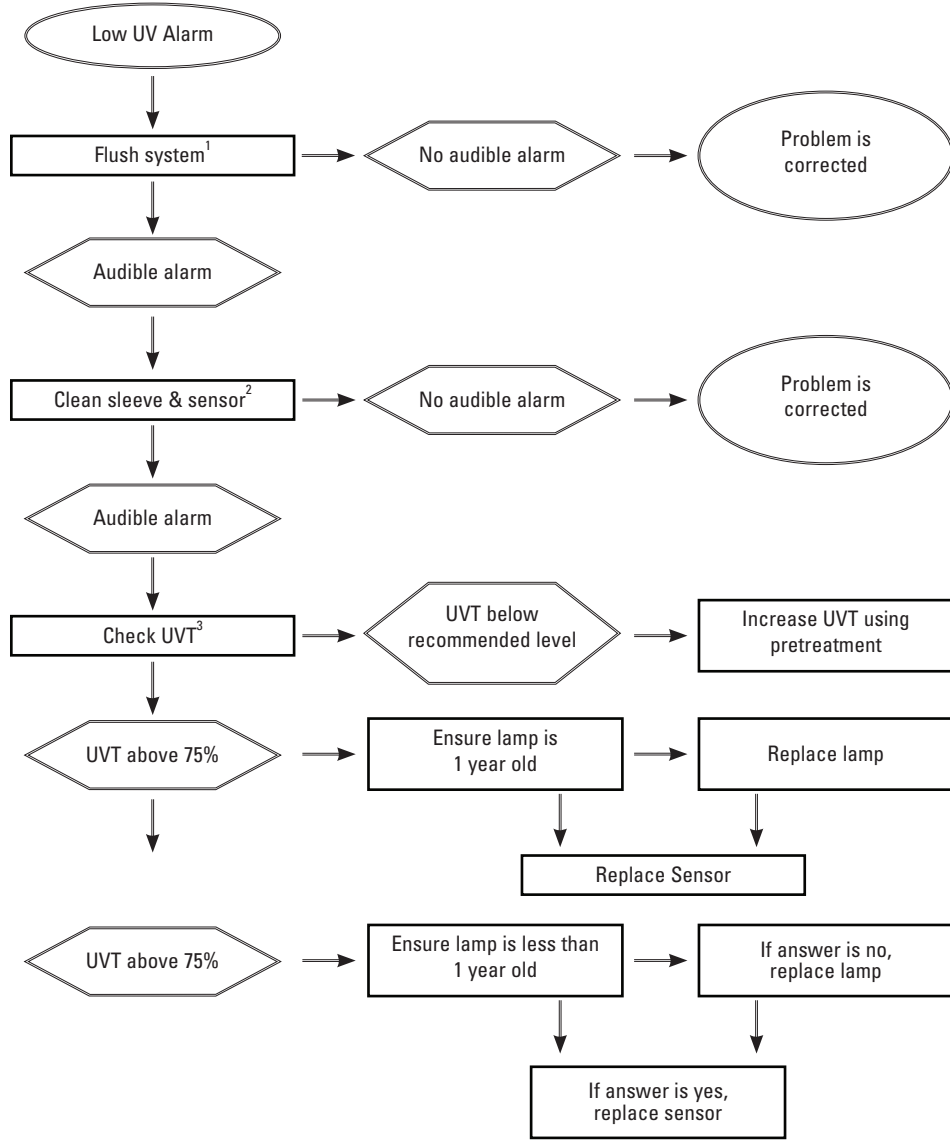 Low UV Alarm
Flush system1
No audible alarm
Problem is
corrected
Audible alarm
Clean sleeve & sensor2
No audible alarm
Problem is
corrected
Audible alarm
Check UVT3
UVT below
recommended level
Increase UVT using
pretreatment
UVT above 75%
Ensure lamp is
1 year old
Replace lamp
Replace Sensor
UVT above 75%
Ensure lamp is less than
1 year old
If answer is no,
replace lamp
If answer is yes,
replace sensor